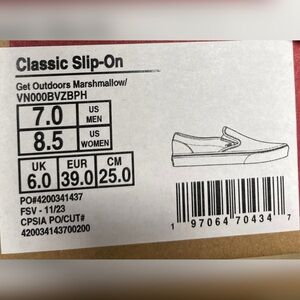 Classic Slip-On
Get Outdoors Marshmallow/
VN000BVZBPH
7.0 US MEN
8.5 US WOMEN
UK EUR CM
6.0 39.0 25.0
PO#4200341437
FSV - 11/23
CPSIA PO/CUT#
420034143700200
1 97064 70434 7